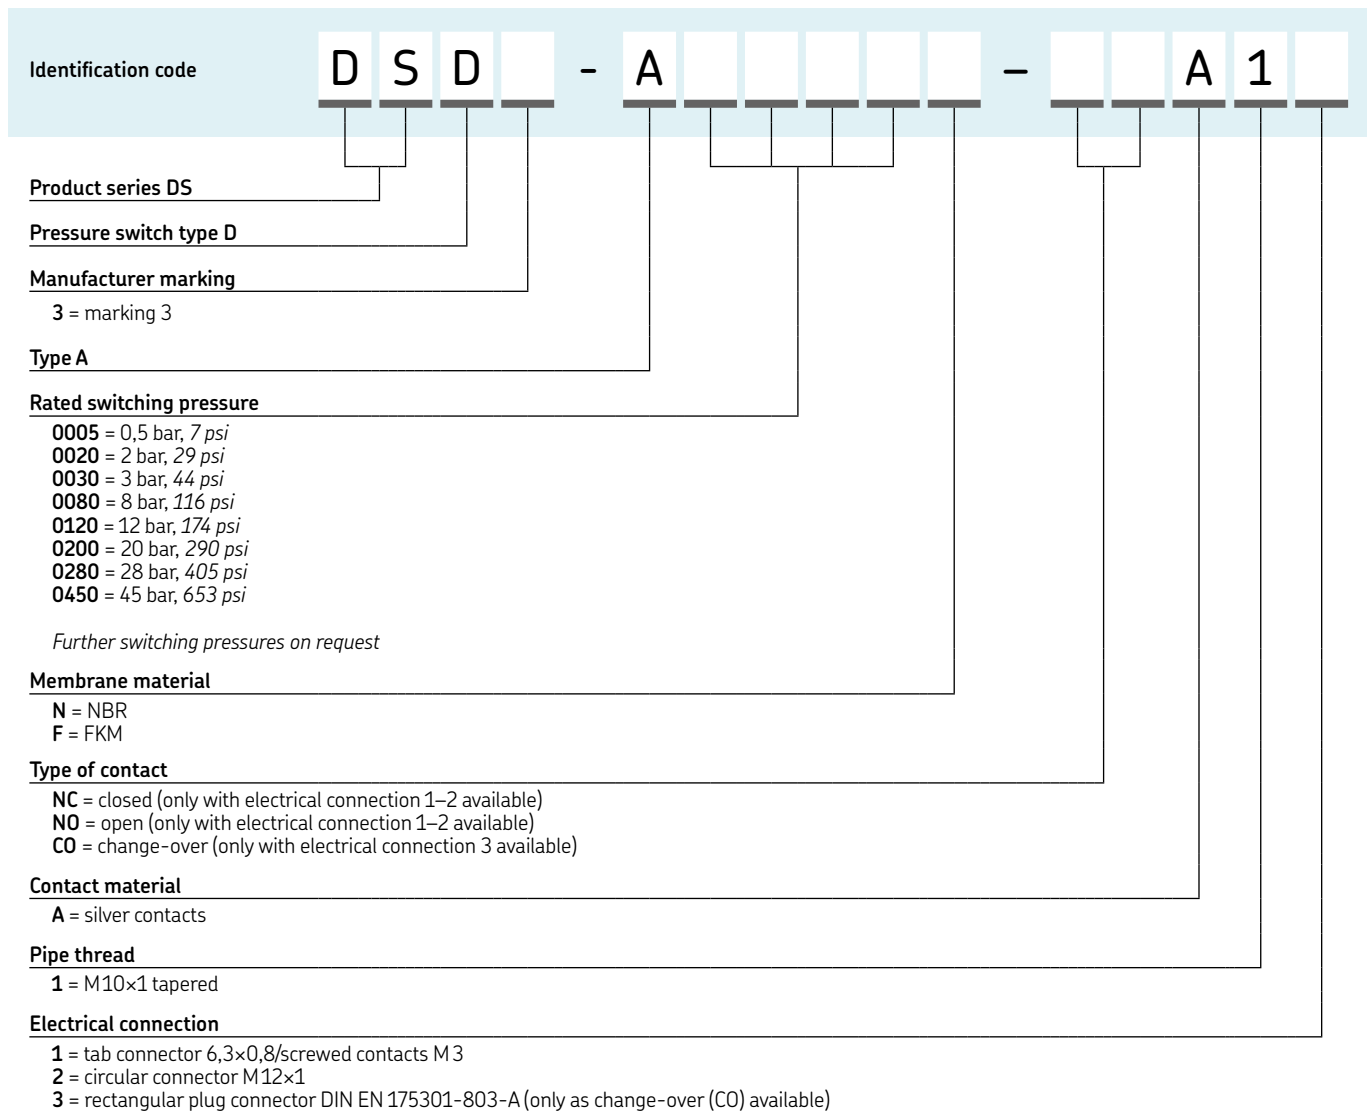 Identification code D S D - A – A 1
Product series DS
Pressure switch type D
Manufacturer marking
3 = marking 3
Type A
Rated switching pressure
0005 = 0,5 bar, 7 psi
0020 = 2 bar, 29 psi
0030 = 3 bar, 44 psi
0080 = 8 bar, 116 psi
0120 = 12 bar, 174 psi
0200 = 20 bar, 290 psi
0280 = 28 bar, 405 psi
0450 = 45 bar, 653 psi
Further switching pressures on request
Membrane material
N = NBR
F = FKM
Type of contact
NC = closed (only with electrical connection 1–2 available)
NO = open (only with electrical connection 1–2 available)
CO = change-over (only with electrical connection 3 available)
Contact material
A = silver contacts
Pipe thread
1 = M10×1 tapered
Electrical connection
1 = tab connector 6,3×0,8/screwed contacts M3
2 = circular connector M12×1
3 = rectangular plug connector DIN EN 175301-803-A (only as change-over (CO) available)